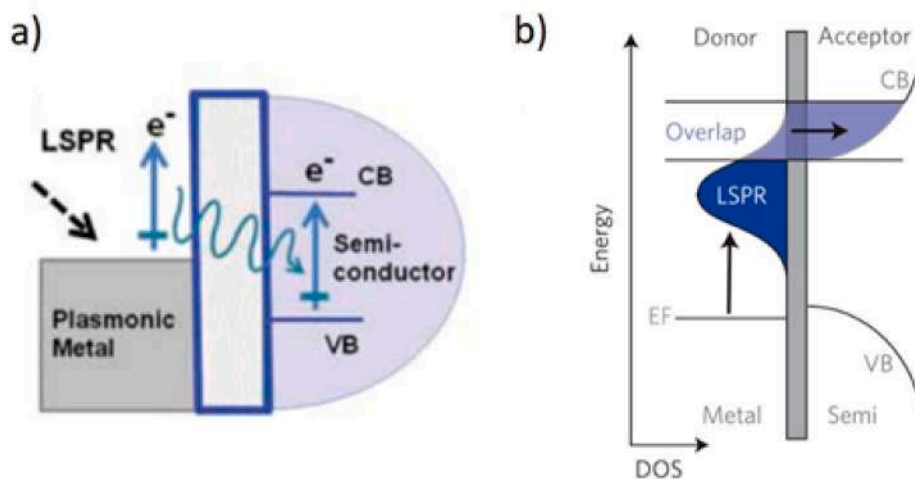 a)
LSPR
e-
e-
CB
Semi-
conductor
Plasmonic
Metal
VB
b)
Donor
Acceptor
CB
Overlap
LSPR
Energy
EF
VB
Metal
Semi
DOS